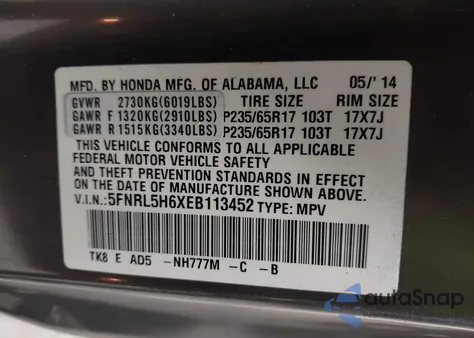 MFD. BY HONDA MFG. OF ALABAMA, LLC 05/'14
GVWR 2730KG(6019LBS) TIRE SIZE RIM SIZE
GAWR F 1320KG(2910LBS) P235/65R17 103T 17X7J
GAWR R 1515KG(3340LBS) P235/65R17 103T 17X7J
THIS VEHICLE CONFORMS TO ALL APPLICABLE
FEDERAL MOTOR VEHICLE SAFETY AND
THEFT PREVENTION STANDARDS IN EFFECT
ON THE DATE OF MANUFACTURE SHOWN ABOVE.
V.I.N.: 5FNRL5H6XEB113452 TYPE: MPV
TK8 E AD5 -NH777M -C -B
autoSnap